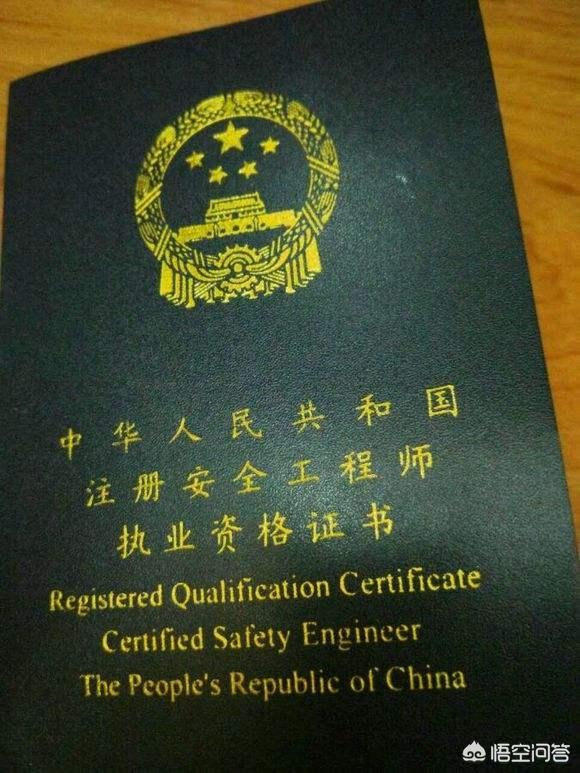 中华人民共和国
注册安全工程师
执业资格证书
Registered Qualification Certificate
Certified Safety Engineer
The People's Republic of China
悟空问答